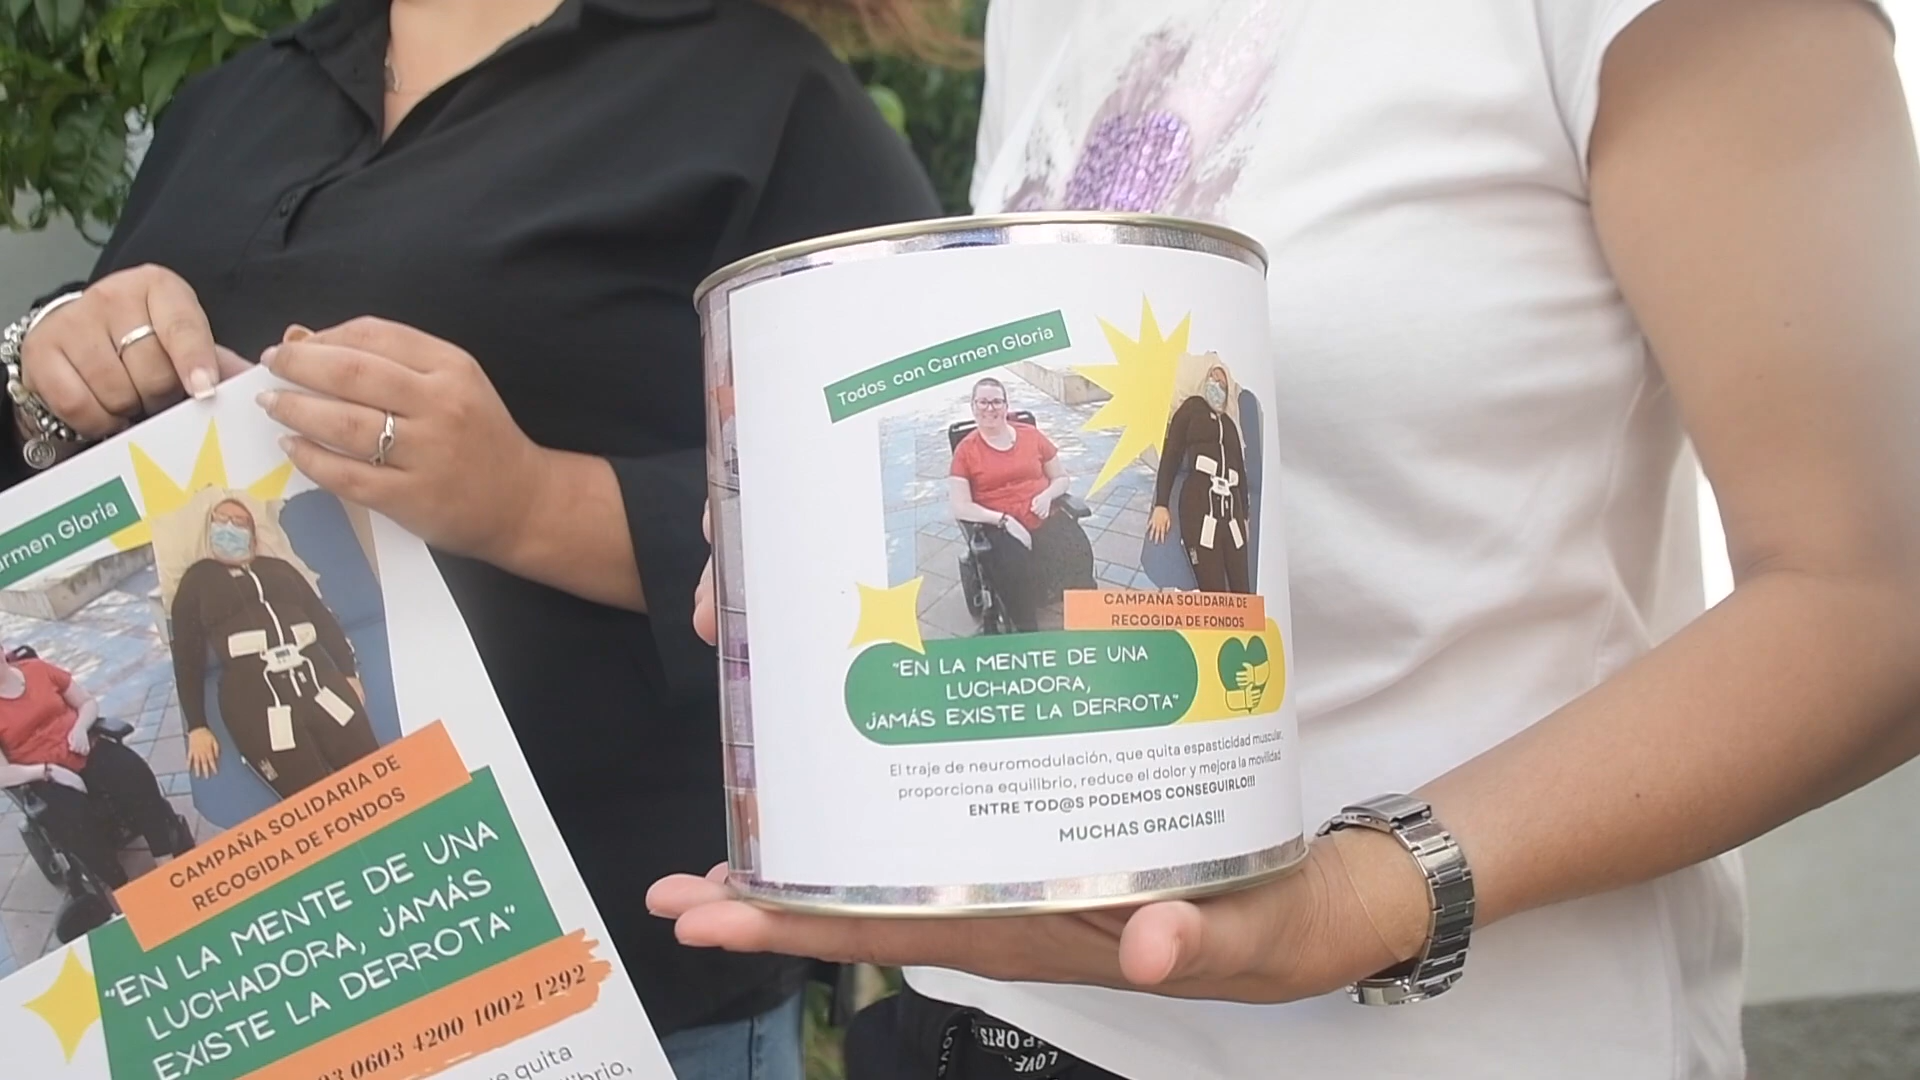 Todos con Carmen Gloria
CAMPAÑA SOLIDARIA DE
RECOGIDA DE FONDOS
"EN LA MENTE DE UNA
LUCHADORA,
JAMÁS EXISTE LA DERROTA"
El traje de neuromodulación, que quita espasticidad muscular,
proporciona equilibrio, reduce el dolor y mejora la movilidad
ENTRE TOD@S PODEMOS CONSEGUIRLO!!!
MUCHAS GRACIAS!!!
armen Gloria
CAMPAÑA SOLIDARIA DE
RECOGIDA DE FONDOS
"EN LA MENTE DE UNA
LUCHADORA, JAMÁS
EXISTE LA DERROTA"
0603 4200 1002 1292
quita
LOVE